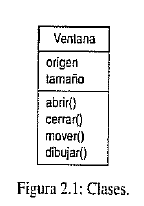 Ventana
origen
tamaño
abrir()
cerrar()
mover()
dibujar()
Figura 2.1: Clases.